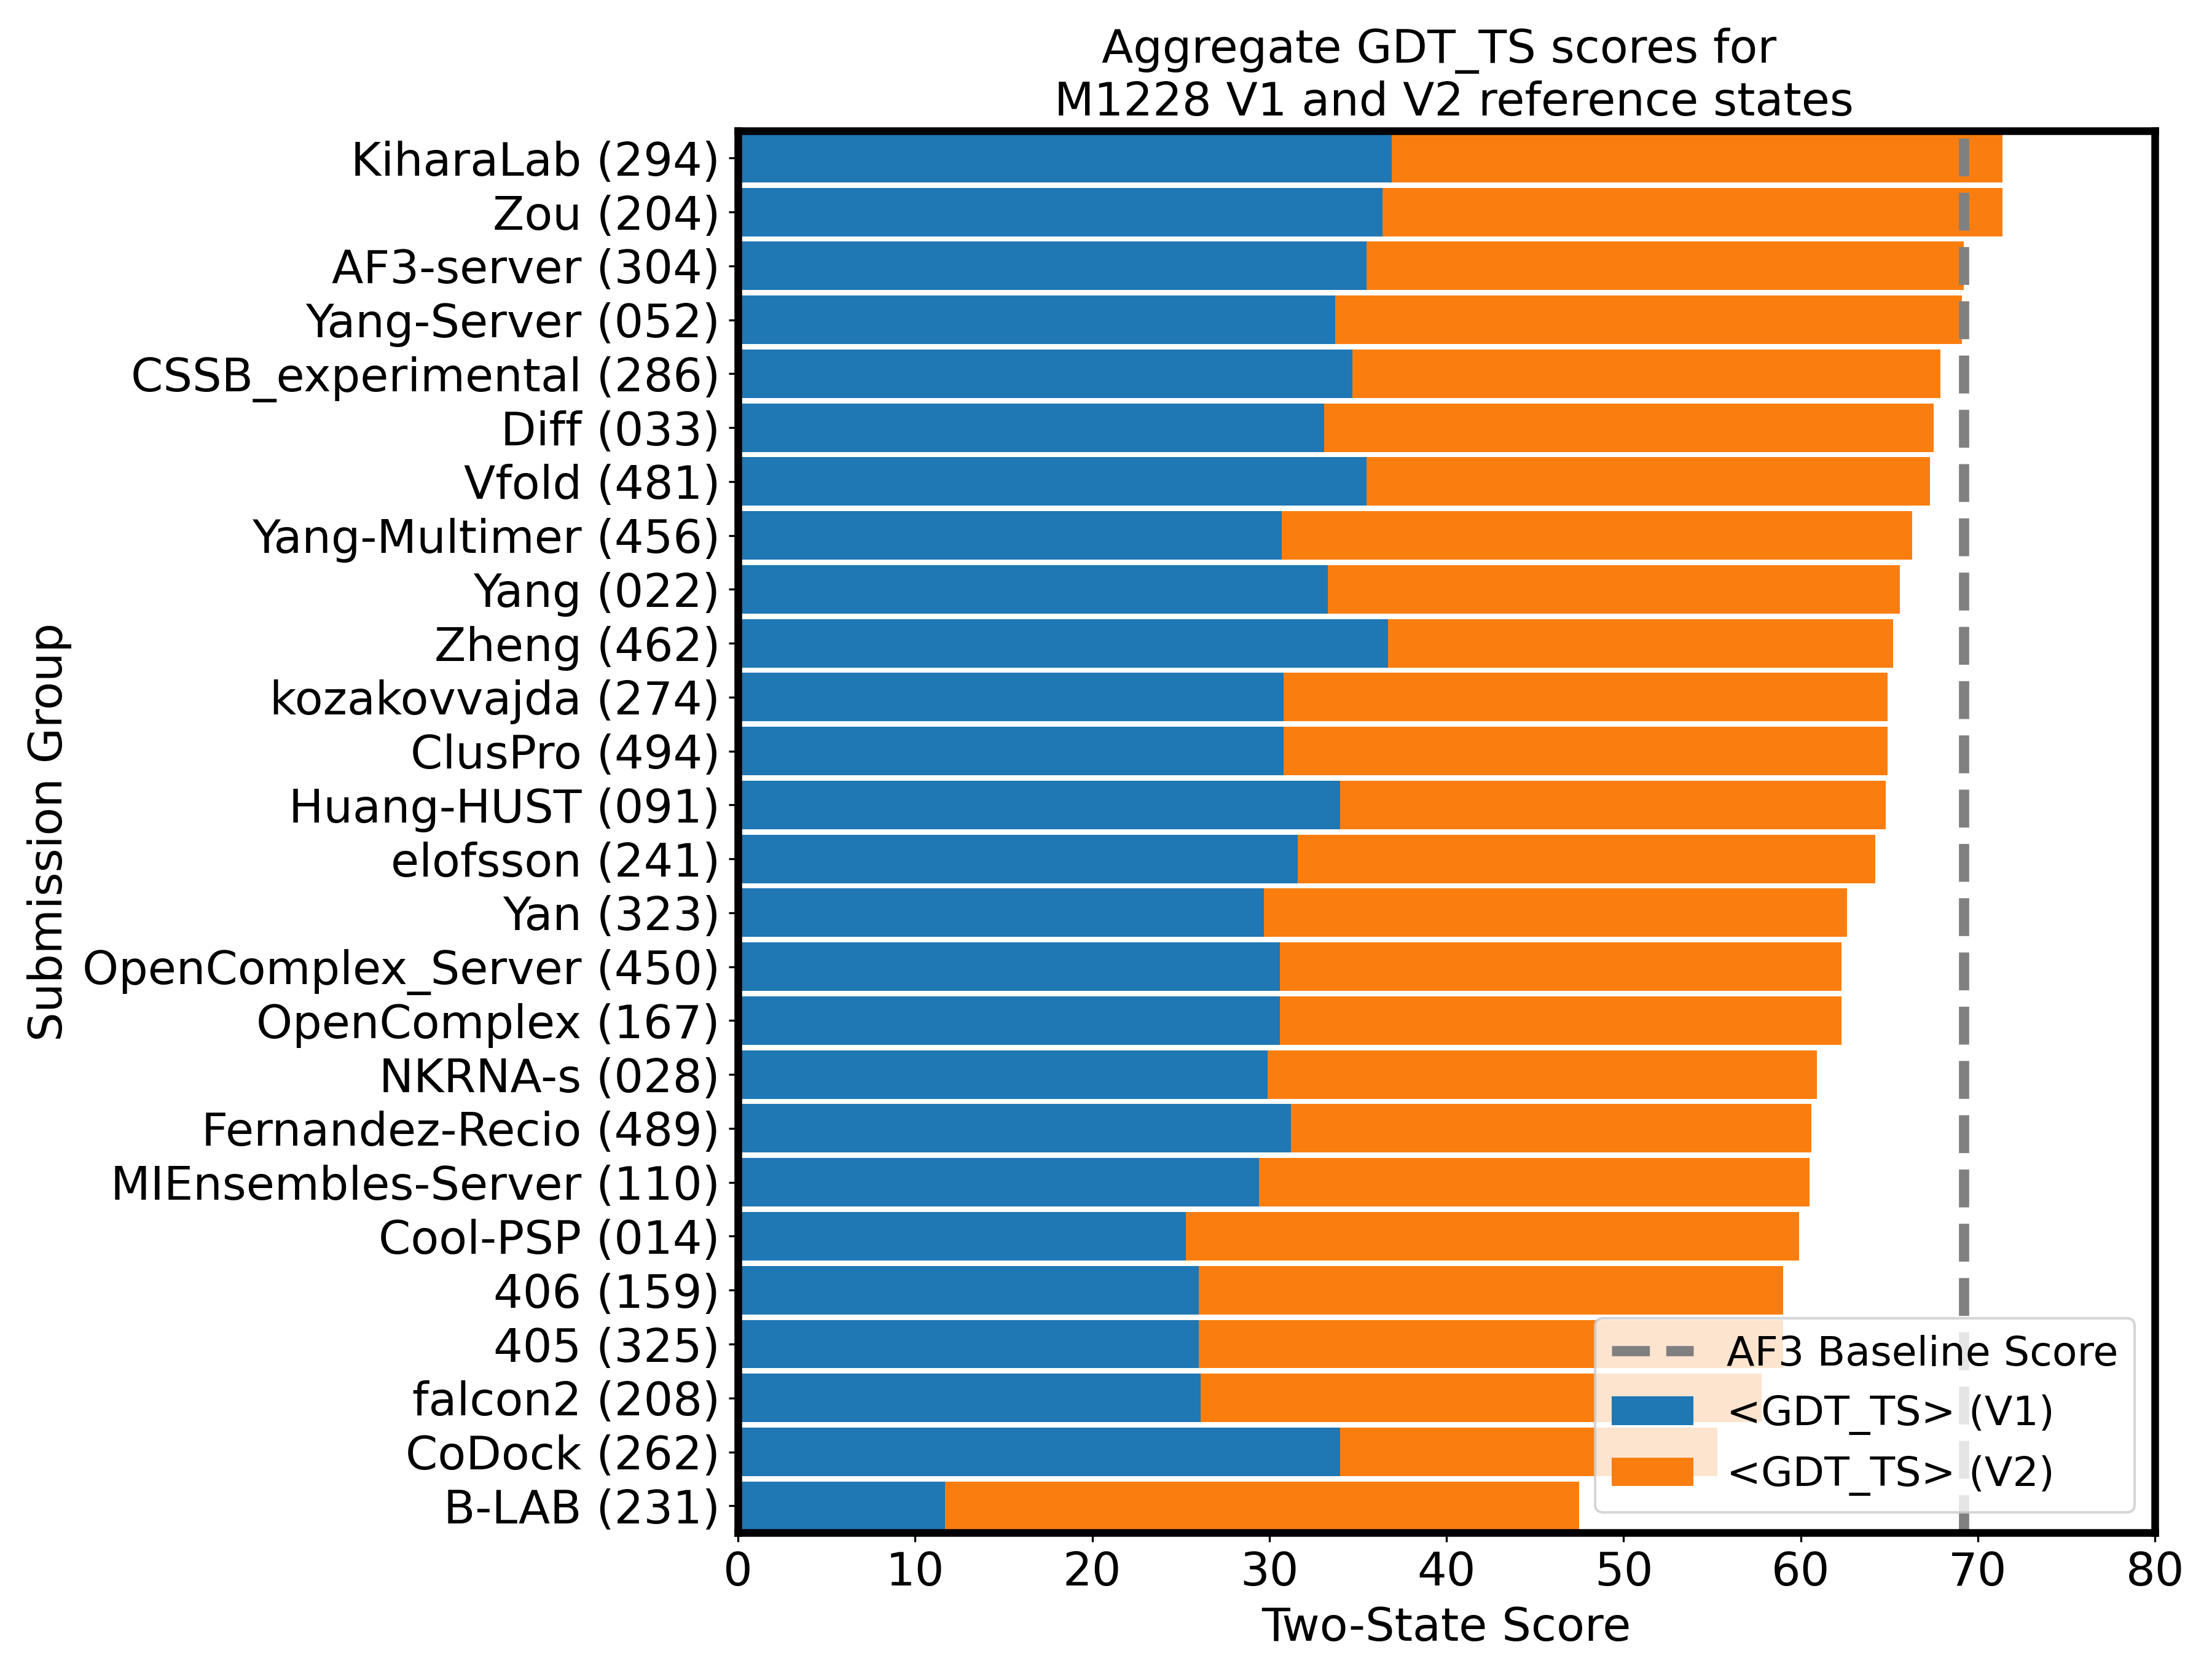 Aggregate GDT_TS scores for
M1228 V1 and V2 reference states
Submission Group
KiharaLab (294)
Zou (204)
AF3-server (304)
Yang-Server (052)
CSSB_experimental (286)
Diff (033)
Vfold (481)
Yang-Multimer (456)
Yang (022)
Zheng (462)
kozakovvajda (274)
ClusPro (494)
Huang-HUST (091)
elofsson (241)
Yan (323)
OpenComplex_Server (450)
OpenComplex (167)
NKRNA-s (028)
Fernandez-Recio (489)
MIEnsembles-Server (110)
Cool-PSP (014)
406 (159)
405 (325)
falcon2 (208)
CoDock (262)
B-LAB (231)
AF3 Baseline Score
<GDT_TS> (V1)
<GDT_TS> (V2)
0 10 20 30 40 50 60 70 80
Two-State Score